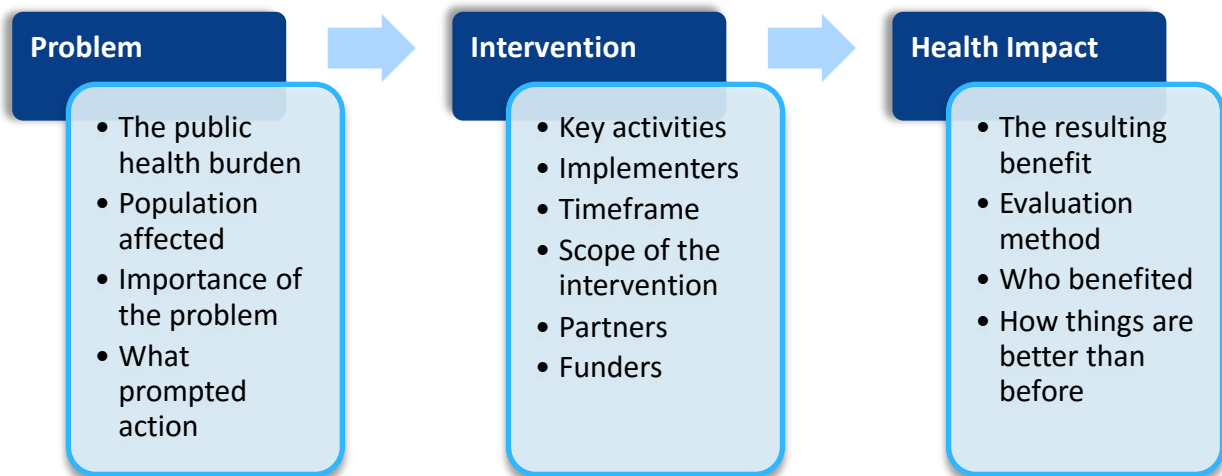 Problem
• The public
health burden
• Population
affected
• Importance of
the problem
• What
prompted
action
Intervention
• Key activities
• Implementers
• Timeframe
• Scope of the
intervention
• Partners
• Funders
Health Impact
• The resulting
benefit
• Evaluation
method
• Who benefited
• How things are
better than
before